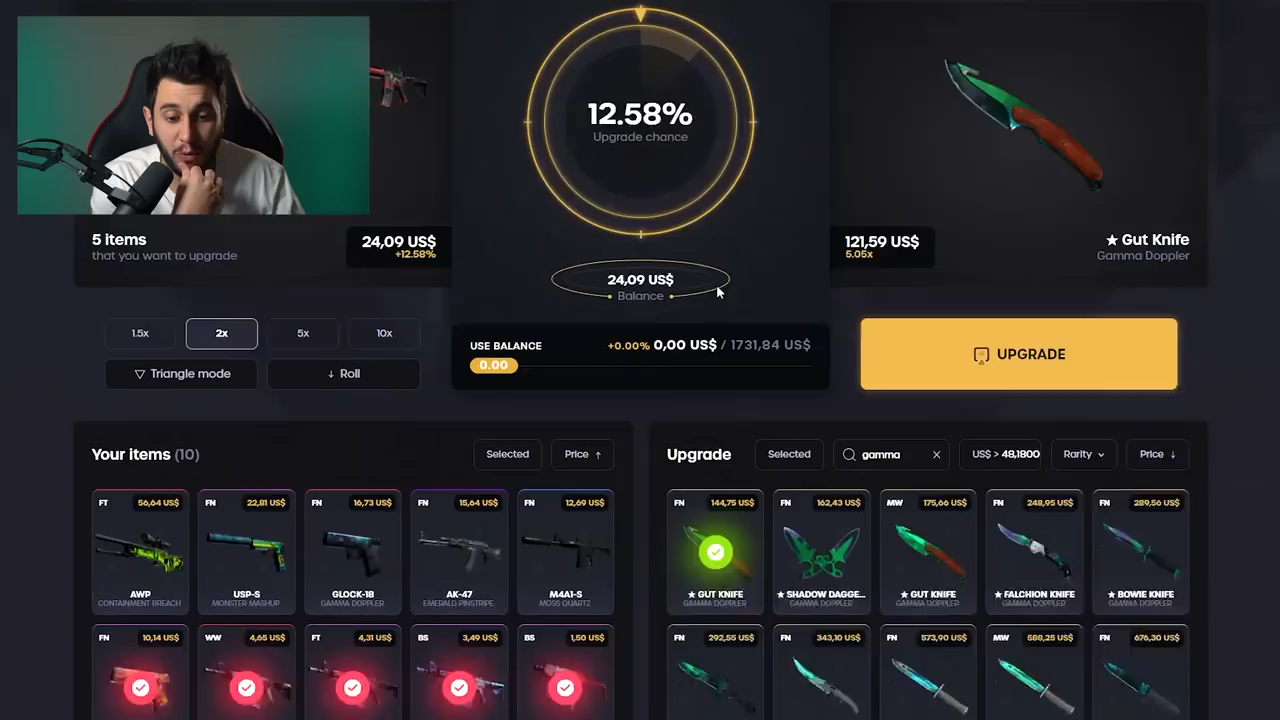 12.58%
Upgrade chance
5 items
that you want to upgrade
24,09 US$
+12.58%
121,59 US$
5.05x
★ Gut Knife
Gamma Doppler
24,09 US$
Balance
1.5x
2x
5x
10x
USE BALANCE
+0.00% 0,00 US$ / 1731,84 US$
0.00
UPGRADE
Triangle mode
↓ Roll
Your items (10)
Selected
Price ↑
Upgrade
Selected
gamma
US$ > 48,1800
Rarity
Price ↓
FT 56,64 US$
FN 22,81 US$
FN 16,73 US$
FN 15,64 US$
FN 12,69 US$
FN 144,75 US$
FN 162,43 US$
MW 175,66 US$
FN 248,95 US$
FN 289,56 US$
AWP
CONTAINMENT BREACH
USP-S
MONSTER MASHUP
GLOCK-18
GAMMA DOPPLER
AK-47
EMERALD PINSTRIPE
M4A1-S
MOSS QUARTZ
★ GUT KNIFE
GAMMA DOPPLER
★ SHADOW DAGGE...
GAMMA DOPPLER
★ GUT KNIFE
GAMMA DOPPLER
★ FALCHION KNIFE
GAMMA DOPPLER
★ BOWIE KNIFE
GAMMA DOPPLER
FN 10,14 US$
WW 4,65 US$
FT 4,31 US$
BS 3,49 US$
BS 1,50 US$
FN 292,55 US$
FN 343,10 US$
FN 573,90 US$
MW 588,25 US$
FN 676,30 US$